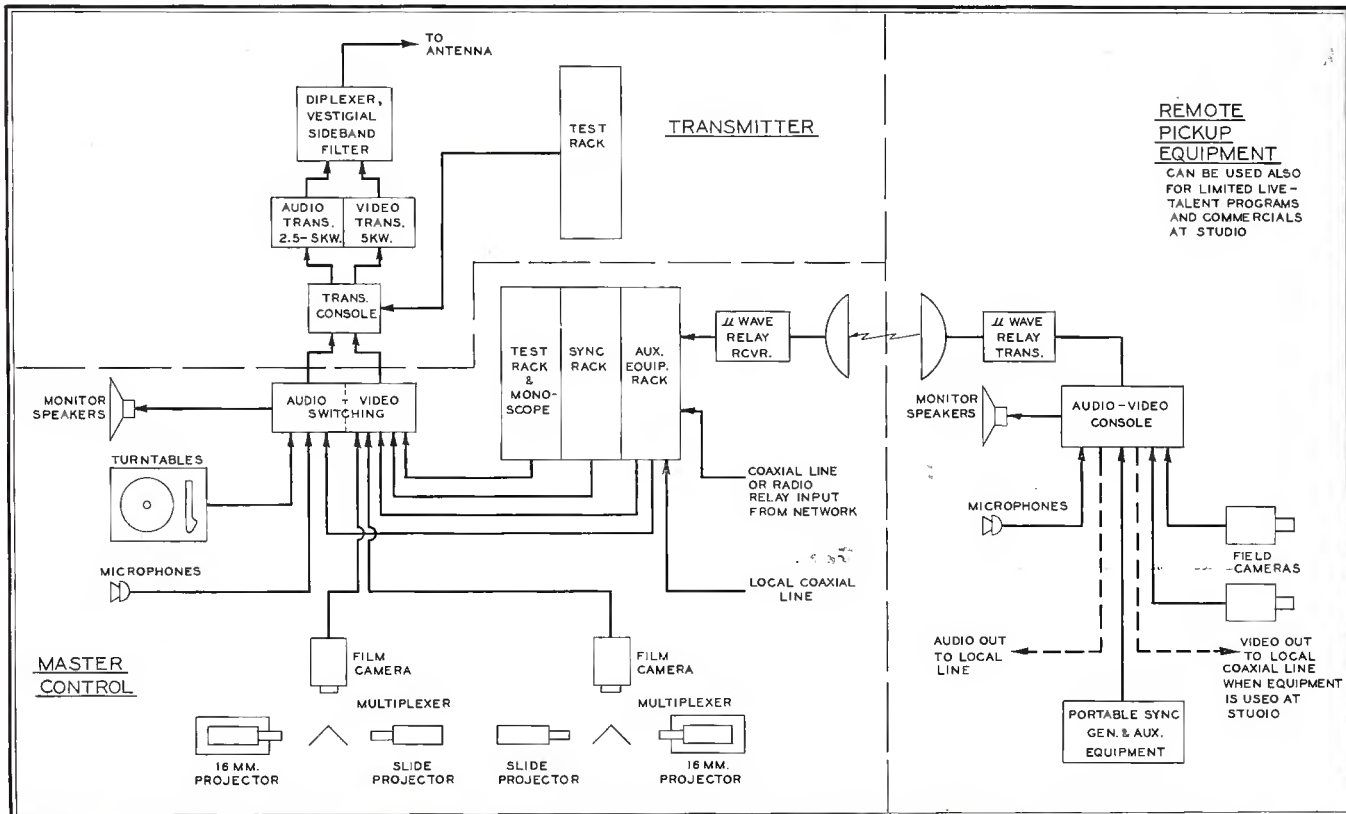 TO
ANTENNA
DIPLEXER,
VESTIGIAL
SIDEBAND
FILTER
TEST
RACK
TRANSMITTER
AUDIO
TRANS.
2.5-5KW.
VIDEO
TRANS.
5KW.
TRANS.
CONSOLE
REMOTE
PICKUP
EQUIPMENT
CAN BE USED ALSO
FOR LIMITED LIVE-
TALENT PROGRAMS
AND COMMERCIALS
AT STUDIO
TEST
RACK
&
MONO-
SCOPE
SYNC
RACK
AUX.
EQUIP.
RACK
μ WAVE
RELAY
RCVR.
μ WAVE
RELAY
TRANS.
MONITOR
SPEAKERS
AUDIO - VIDEO
SWITCHING
TURNTABLES
MICROPHONES
COAXIAL LINE
OR RADIO
RELAY INPUT
FROM NETWORK
LOCAL COAXIAL
LINE
MONITOR
SPEAKERS
AUDIO-VIDEO
CONSOLE
MICROPHONES
FIELD
CAMERAS
AUDIO OUT
TO LOCAL
LINE
VIDEO OUT
TO LOCAL
COAXIAL LINE
WHEN EQUIPMENT
IS USED AT
STUDIO
PORTABLE SYNC
GEN. & AUX.
EQUIPMENT
MASTER
CONTROL
FILM
CAMERA
FILM
CAMERA
MULTIPLEXER
MULTIPLEXER
16 MM.
PROJECTOR
SLIDE
PROJECTOR
SLIDE
PROJECTOR
16 MM.
PROJECTOR